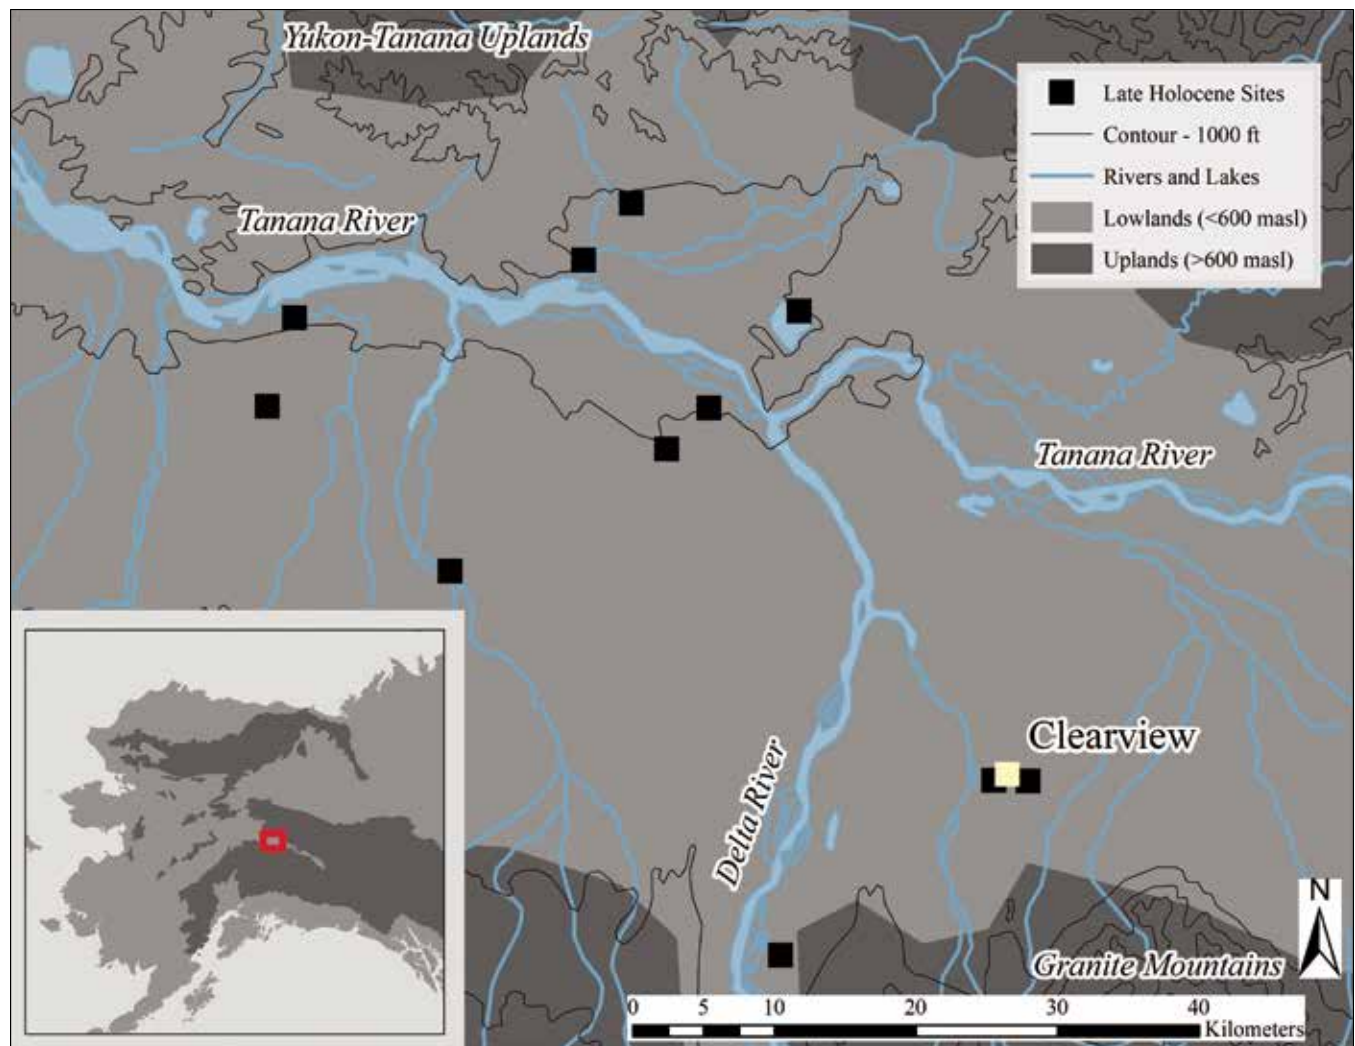 Yukon-Tanana Uplands
Late Holocene Sites
Contour - 1000 ft
Rivers and Lakes
Lowlands (<600 masl)
Uplands (>600 masl)
Tanana River
Tanana River
Clearview
Delta River
N
Granite Mountains
0 5 10 20 30 40
Kilometers